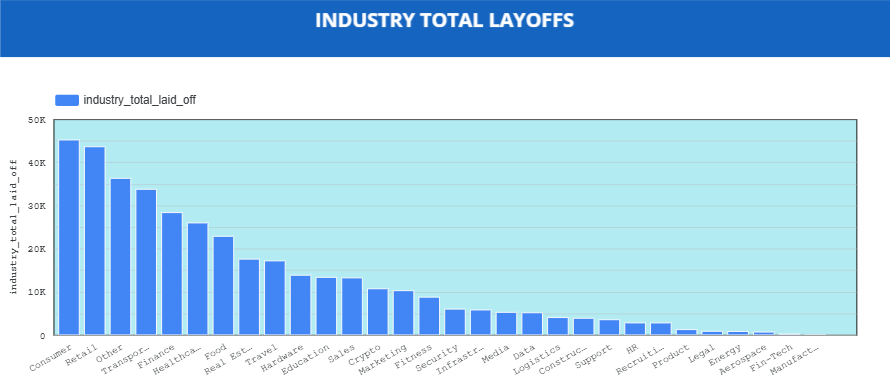 INDUSTRY TOTAL LAYOFFS
industry_total_laid_off
industry_total_laid_off
50K
40K
30K
20K
10K
0
Consumer
Retail
Other
Transpor…
Finance
Healthca…
Food
Real Est…
Travel
Hardware
Education
Sales
Crypto
Marketing
Fitness
Security
Infrastr…
Media
Data
Logistics
Construc…
Support
HR
Recruiti…
Product
Legal
Energy
Aerospace
Fin-Tech
Manufact…